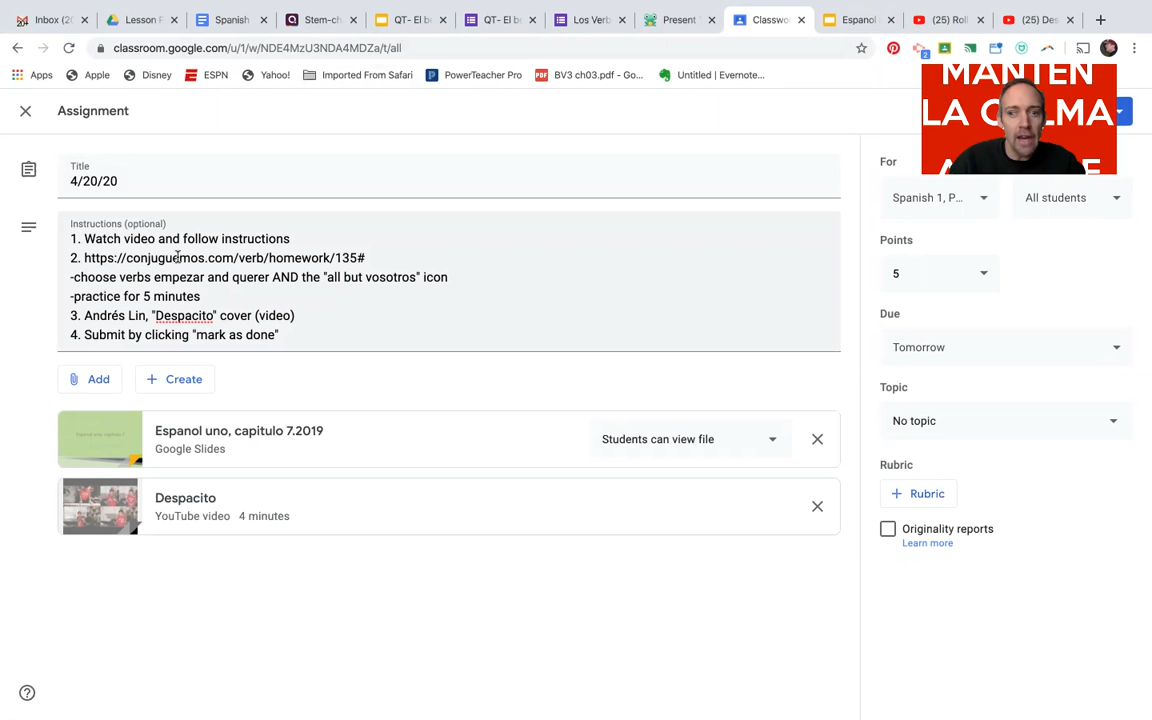 Inbox (20
Lesson P
Spanish
Stem-ch
QT- El b
QT- El be
Los Verb
Present
Classwo
Espanol
(25) Roll
(25) Des
classroom.google.com/u/1/w/NDE4MzU3NDA4MDZa/t/all
Apps
Apple
Disney
ESPN
Yahoo!
Imported From Safari
PowerTeacher Pro
BV3 ch03.pdf - Go...
Untitled | Evernote...
Assignment
MANTEN
LA C LMA
Title
4/20/20
Instructions (optional)
1. Watch video and follow instructions
2. https://conjuguemos.com/verb/homework/135#
-choose verbs empezar and querer AND the "all but vosotros" icon
-practice for 5 minutes
3. Andrés Lin, "Despacito" cover (video)
4. Submit by clicking "mark as done"
Add
Create
Espanol uno, capitulo 7.2019
Google Slides
Students can view file
Despacito
YouTube video 4 minutes
For
Spanish 1, P...
All students
Points
5
Due
Tomorrow
Topic
No topic
Rubric
Rubric
Originality reports
Learn more